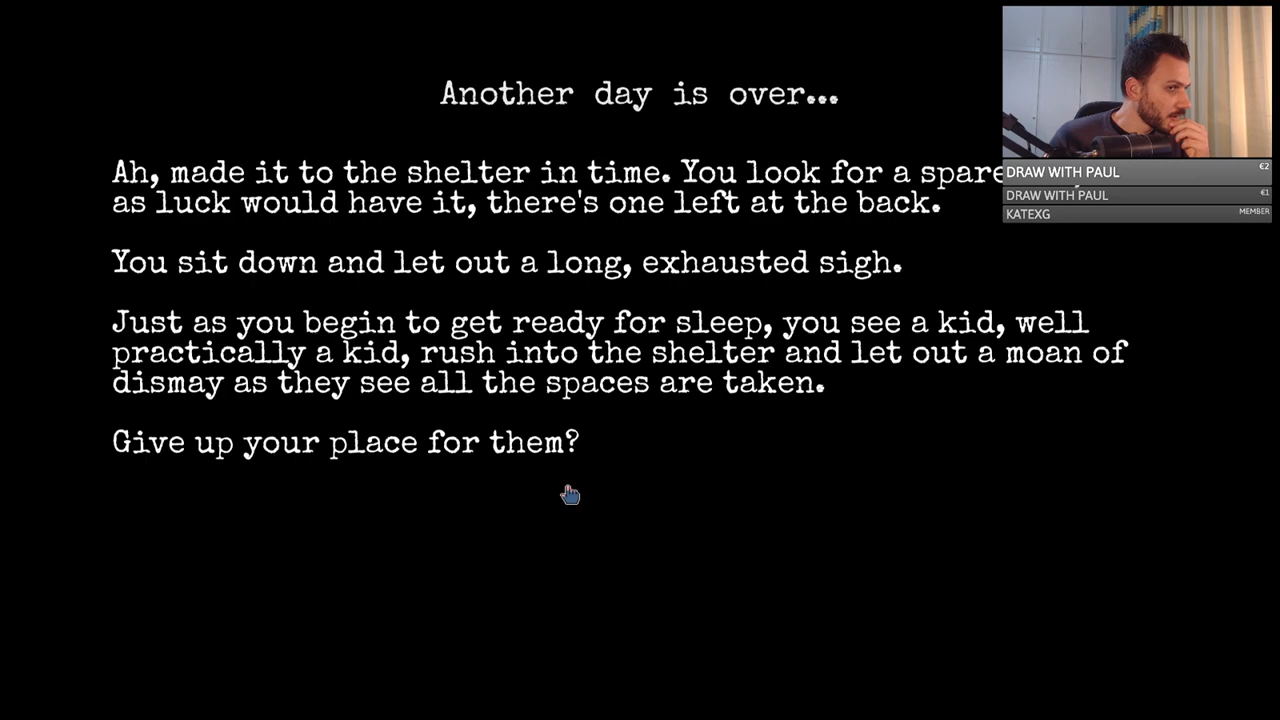 Another day is over...
Ah, made it to the shelter in time. You look for a spare
as luck would have it, there's one left at the back.
You sit down and let out a long, exhausted sigh.
Just as you begin to get ready for sleep, you see a kid, well
practically a kid, rush into the shelter and let out a moan of
dismay as they see all the spaces are taken.
Give up your place for them?
DRAW WITH PAUL €2
DRAW WITH PAUL €1
KATEXG MEMBER